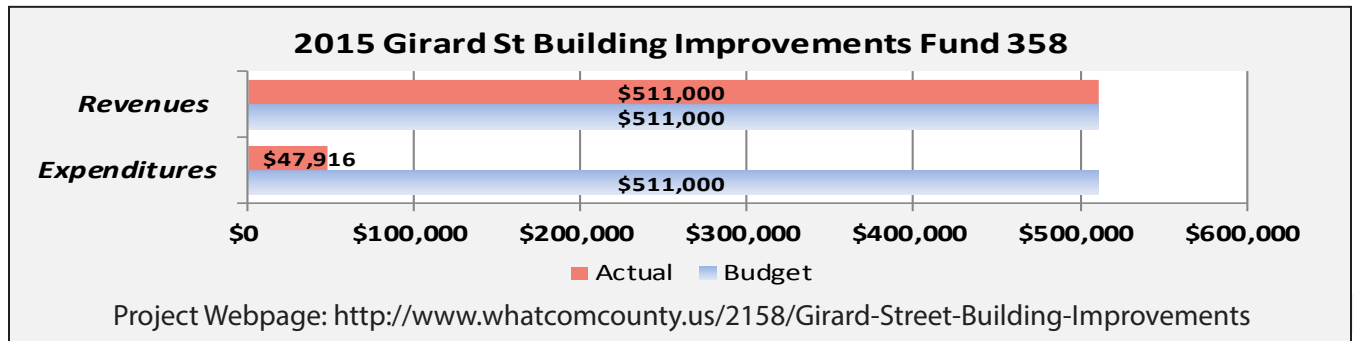 2015 Girard St Building Improvements Fund 358
Revenues
$511,000
$511,000
Expenditures
$47,916
$511,000
$0 $100,000 $200,000 $300,000 $400,000 $500,000 $600,000
Actual Budget
Project Webpage: http://www.whatcomcounty.us/2158/Girard-Street-Building-Improvements